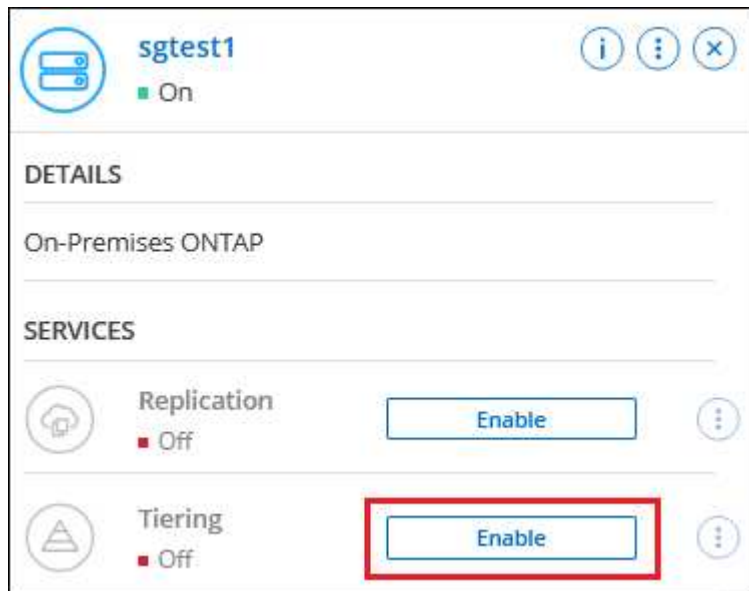 sgtest1
On
DETAILS
On-Premises ONTAP
SERVICES
Replication
Enable
Off
Tiering
Enable
Off